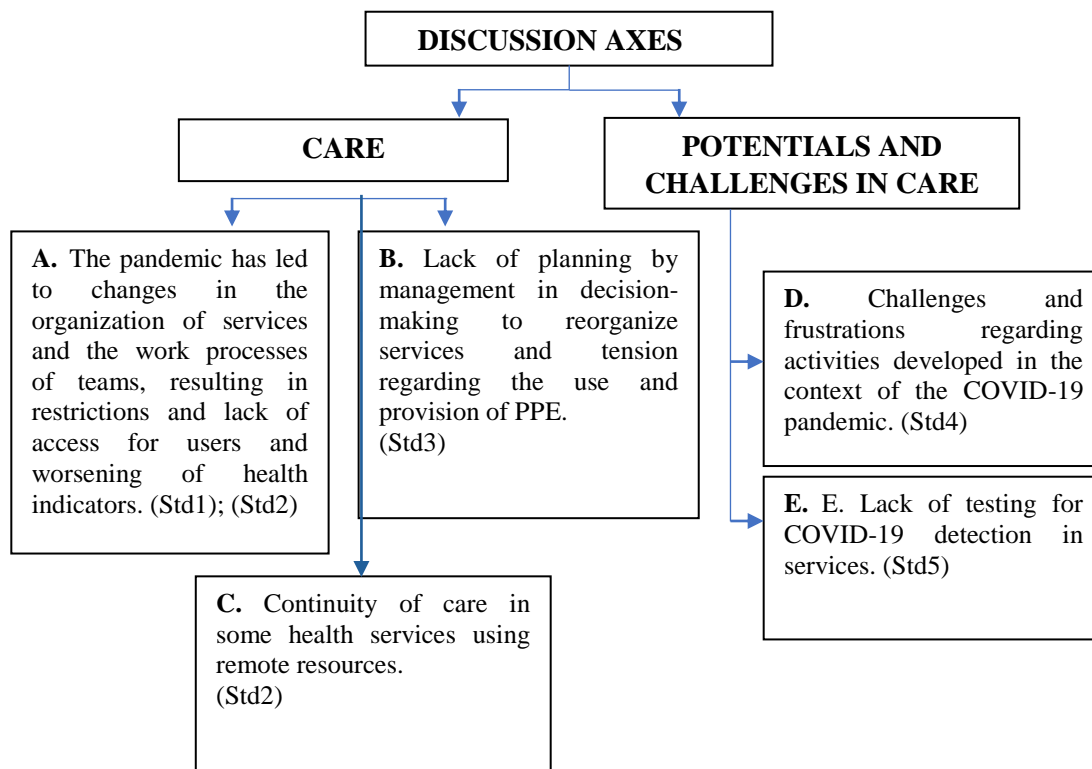 DISCUSSION AXES
CARE
POTENTIALS AND
CHALLENGES IN CARE
A. The pandemic has led
to changes in the
organization of services
and the work processes
of teams, resulting in
restrictions and lack of
access for users and
worsening of health
indicators. (Std1); (Std2)
B. Lack of planning by
management in decision-
making to reorganize
services and tension
regarding the use and
provision of PPE.
(Std3)
C. Continuity of care in
some health services using
remote resources.
(Std2)
D. Challenges and
frustrations regarding
activities developed in the
context of the COVID-19
pandemic. (Std4)
E. E. Lack of testing for
COVID-19 detection in
services. (Std5)